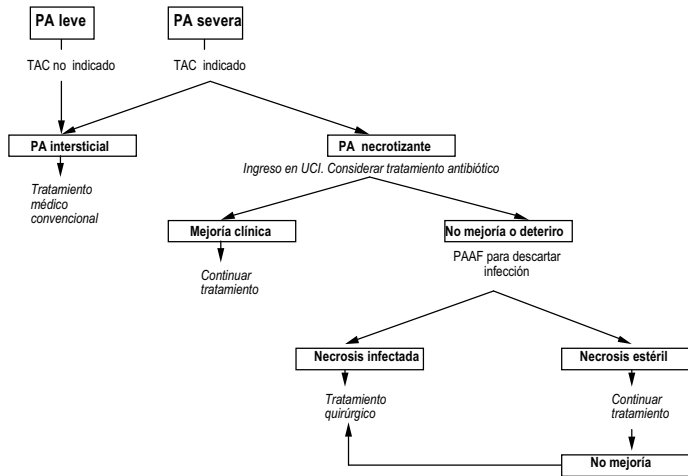 PA leve
PA severa
TAC no indicado
TAC indicado
PA intersticial
PA necrotizante
Ingreso en UCI. Considerar tratamiento antibiótico
Tratamiento
médico
convencional
Mejoría clínica
No mejoría o deteriro
Continuar
tratamiento
PAAF para descartar
infección
Necrosis infectada
Necrosis estéril
Tratamiento
quirúrgico
Continuar
tratamiento
No mejoría